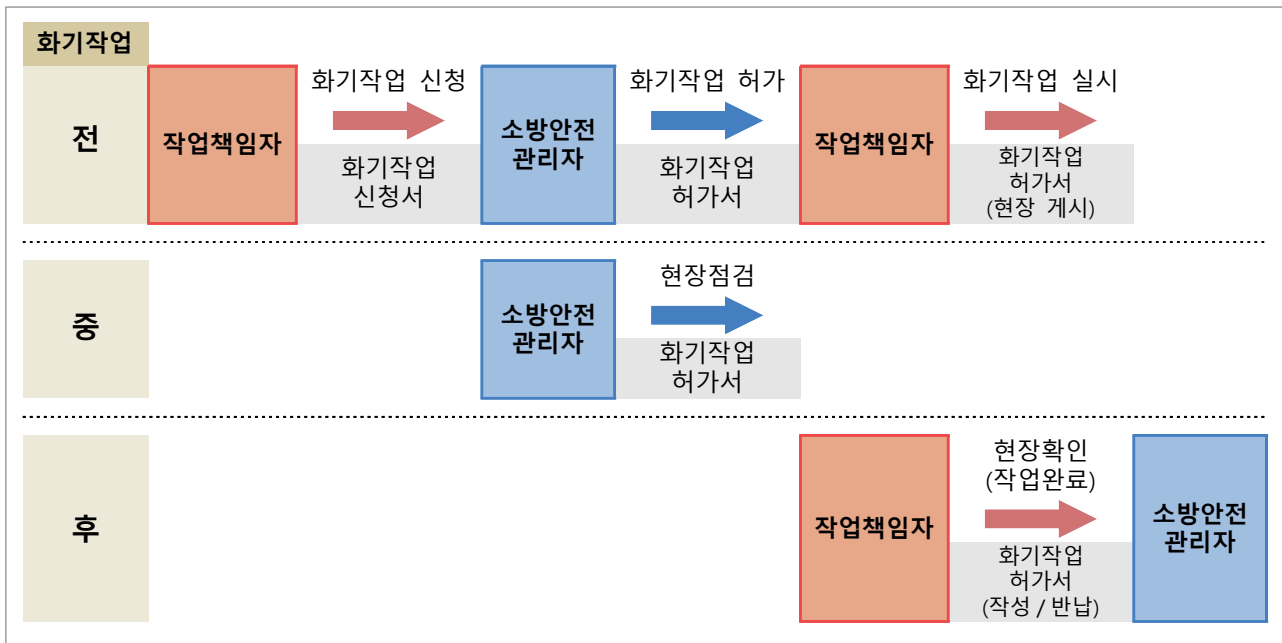 화기작업
전
작업책임자
화기작업 신청
화기작업
신청서
소방안전
관리자
화기작업 허가
화기작업
허가서
작업책임자
화기작업 실시
화기작업
허가서
(현장 게시)
중
소방안전
관리자
현장점검
화기작업
허가서
후
작업책임자
현장확인
(작업완료)
화기작업
허가서
(작성 / 반납)
소방안전
관리자